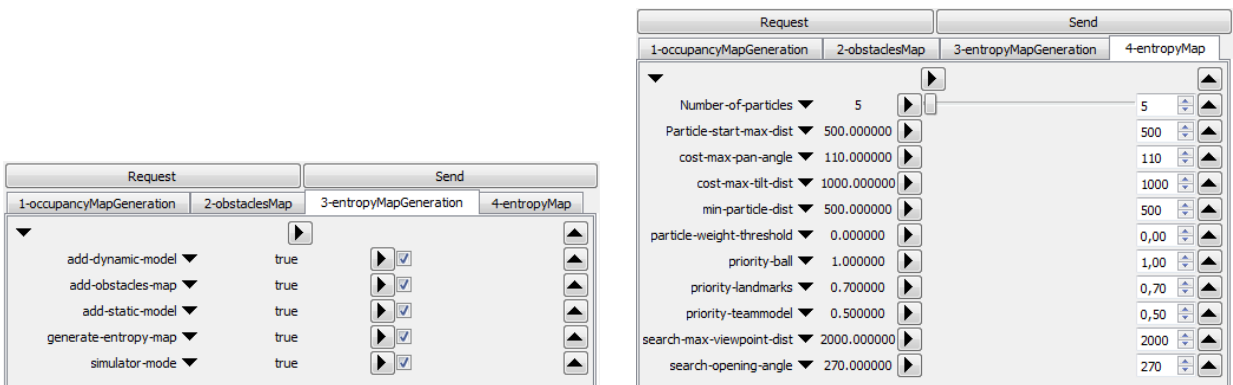 Request Send
1-occupancyMapGeneration 2-obstaclesMap 3-entropyMapGeneration 4-entropyMap
add-dynamic-model true
add-obstacles-map true
add-static-model true
generate-entropy-map true
simulator-mode true
Request Send
1-occupancyMapGeneration 2-obstaclesMap 3-entropyMapGeneration 4-entropyMap
Number-of-particles 5 5
Particle-start-max-dist 500.000000 500
cost-max-pan-angle 110.000000 110
cost-max-tilt-dist 1000.000000 1000
min-particle-dist 500.000000 500
particle-weight-threshold 0.000000 0,00
priority-ball 1.000000 1,00
priority-landmarks 0.700000 0,70
priority-teammodel 0.500000 0,50
search-max-viewpoint-dist 2000.000000 2000
search-opening-angle 270.000000 270